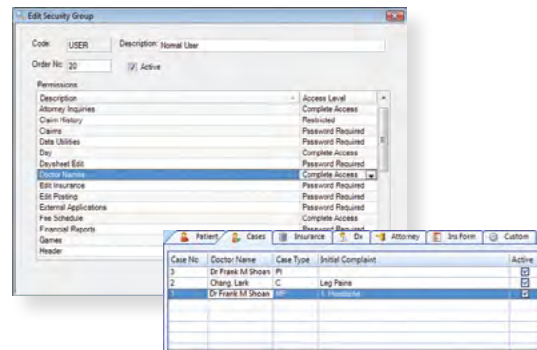 Edit Security Group
Code: USER Description: Normal User
Order No: 20 Active
Permissions
Description Access Level
Attorney Inquiries Complete Access
Claim History Restricted
Claims Password Required
Data Utilities Password Required
Day Complete Access
Daysheet Edit Password Required
Doctor Names Complete Access
Edit Insurance Password Required
Edit Posting Password Required
External Applications Password Required
Fee Schedule Complete Access
Financial Reports Password Required
Games
Header
Patient Cases Insurance Dx Attorney Ins Form Custom
Case No Doctor Name Case Type Initial Complaint Active
3 Dr Frank M Shoan PI
2 Chang, Lark C Leg Pains
Dr Frank M Shoan